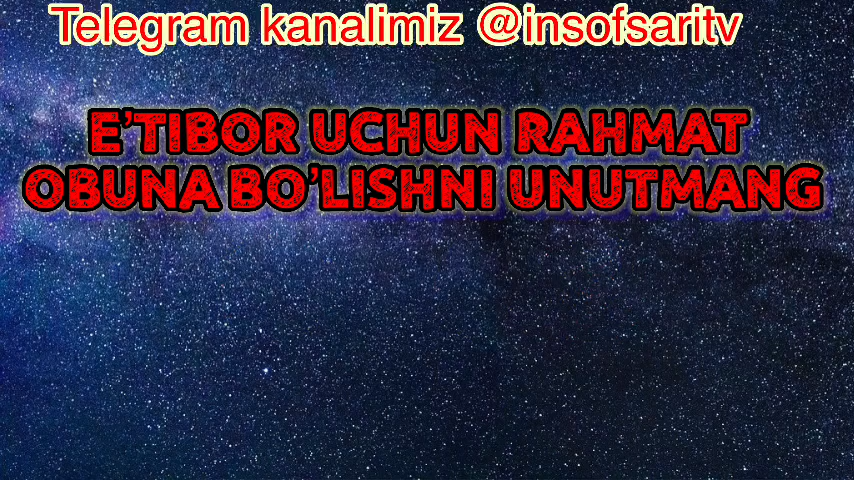 Telegram kanalimiz @insofsaritv
E’TIBOR UCHUN RAHMAT
OBUNA BO’LISHNI UNUTMANG